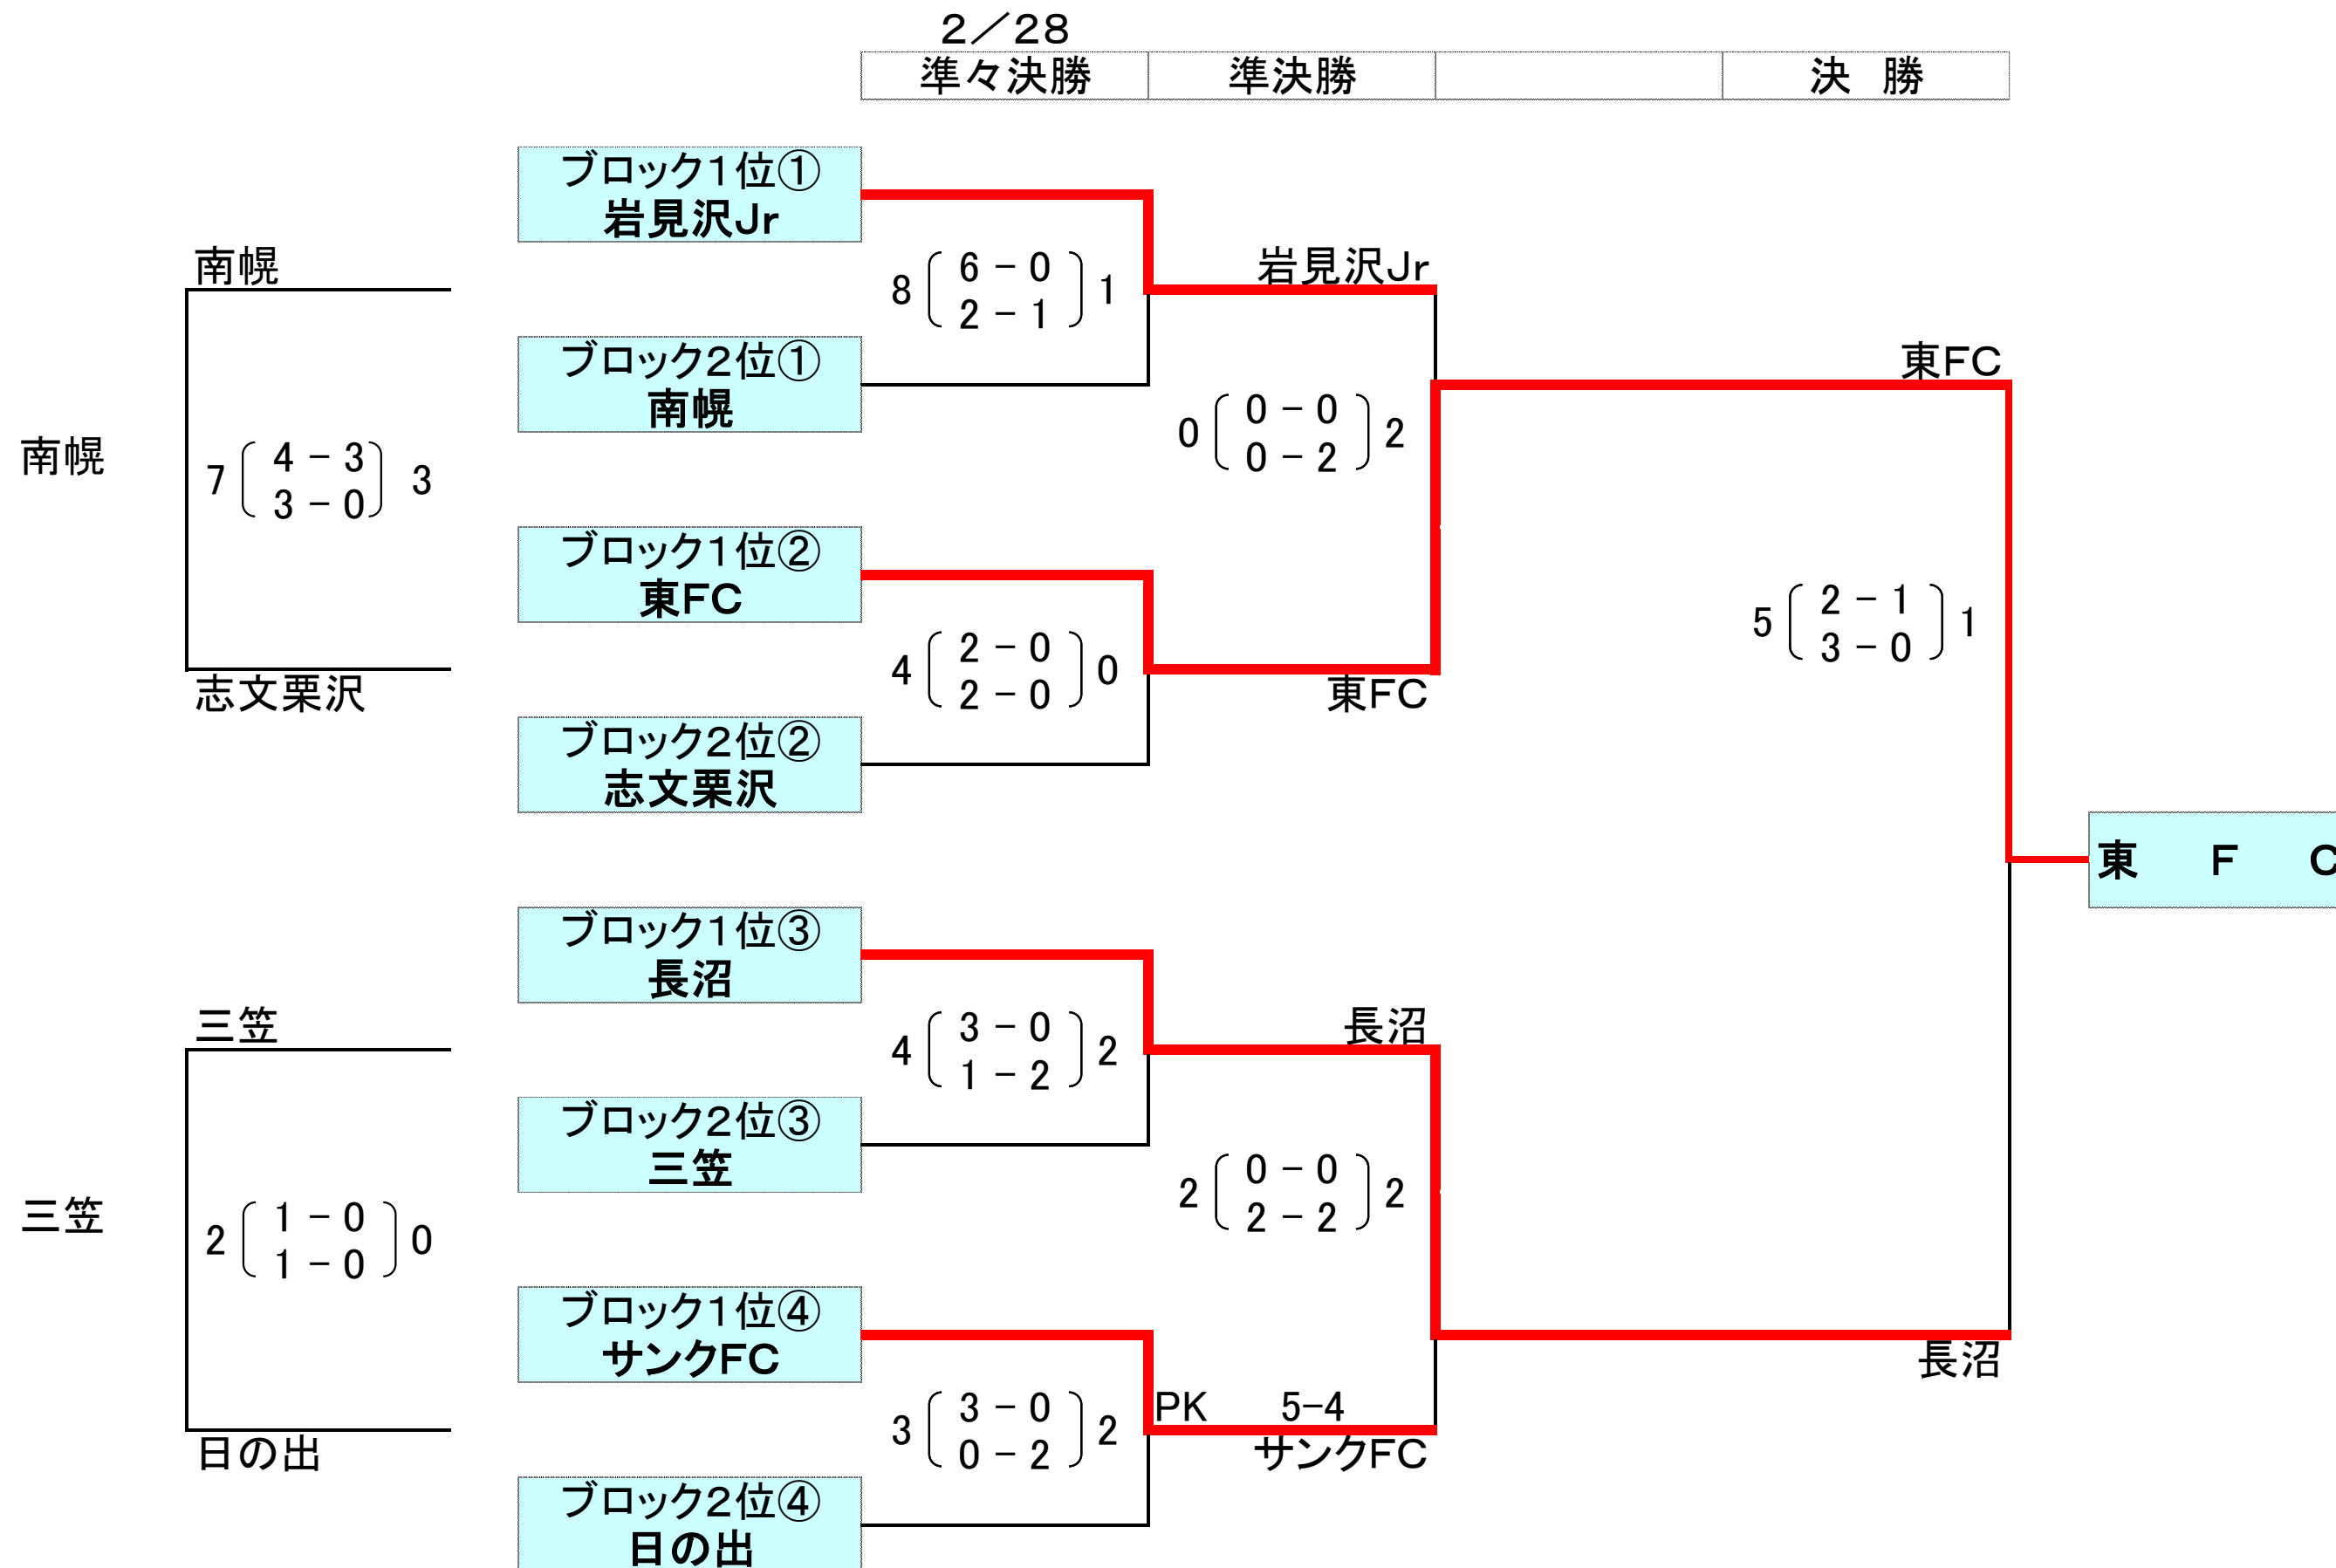 ２／２８
準々決勝 準決勝 決　勝
ブロック１位①
岩見沢Ｊｒ
南幌
8 6 － 0 1
2 － 1
岩見沢Ｊｒ
ブロック２位①
南幌
東ＦＣ
0 0 － 0 2
0 － 2
南幌
7 4 － 3 3
3 － 0
ブロック１位②
東ＦＣ
5 2 － 1 1
3 － 0
4 2 － 0 0
2 － 0
志文栗沢
東ＦＣ
ブロック２位②
志文栗沢
東　Ｆ　Ｃ
ブロック１位③
長沼
三笠
長沼
4 3 － 0 2
1 － 2
ブロック２位③
三笠
2 0 － 0 2
2 － 2
三笠
2 1 － 0 0
1 － 0
ブロック１位④
サンクＦＣ
長沼
3 3 － 0 2
0 － 2
PK 5-4
サンクＦＣ
日の出
ブロック２位④
日の出